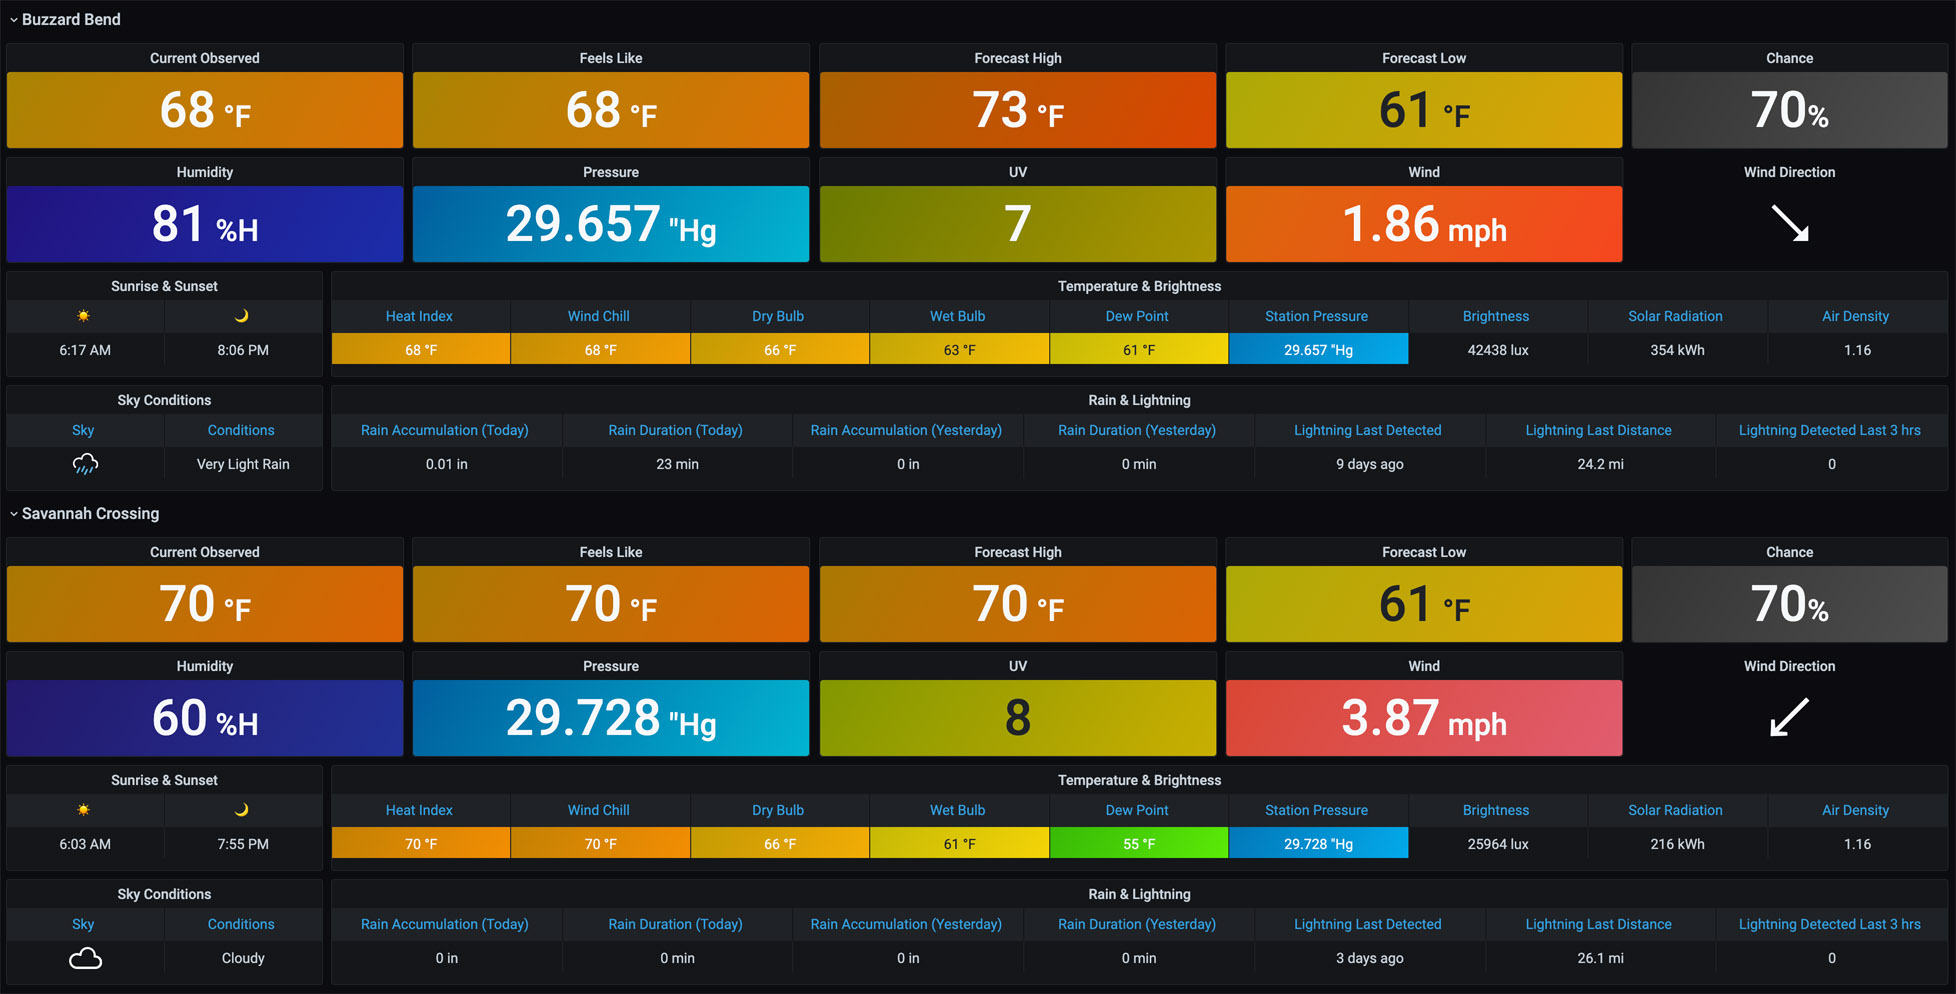 Buzzard Bend
Current Observed Feels Like Forecast High Forecast Low Chance
68 °F 68 °F 73 °F 61 °F 70%
Humidity Pressure UV Wind Wind Direction
81 %H 29.657 "Hg 7 1.86 mph
Sunrise & Sunset Temperature & Brightness
Heat Index Wind Chill Dry Bulb Wet Bulb Dew Point Station Pressure Brightness Solar Radiation Air Density
6:17 AM 8:06 PM 68 °F 68 °F 66 °F 63 °F 61 °F 29.657 "Hg 42438 lux 354 kWh 1.16
Sky Conditions Rain & Lightning
Sky Conditions Rain Accumulation (Today) Rain Duration (Today) Rain Accumulation (Yesterday) Rain Duration (Yesterday) Lightning Last Detected Lightning Last Distance Lightning Detected Last 3 hrs
Very Light Rain 0.01 in 23 min 0 in 0 min 9 days ago 24.2 mi 0
Savannah Crossing
Current Observed Feels Like Forecast High Forecast Low Chance
70 °F 70 °F 70 °F 61 °F 70%
Humidity Pressure UV Wind Wind Direction
60 %H 29.728 "Hg 8 3.87 mph
Sunrise & Sunset Temperature & Brightness
Heat Index Wind Chill Dry Bulb Wet Bulb Dew Point Station Pressure Brightness Solar Radiation Air Density
6:03 AM 7:55 PM 70 °F 70 °F 66 °F 61 °F 55 °F 29.728 "Hg 25964 lux 216 kWh 1.16
Sky Conditions Rain & Lightning
Sky Conditions Rain Accumulation (Today) Rain Duration (Today) Rain Accumulation (Yesterday) Rain Duration (Yesterday) Lightning Last Detected Lightning Last Distance Lightning Detected Last 3 hrs
Cloudy 0 in 0 min 0 in 0 min 3 days ago 26.1 mi 0